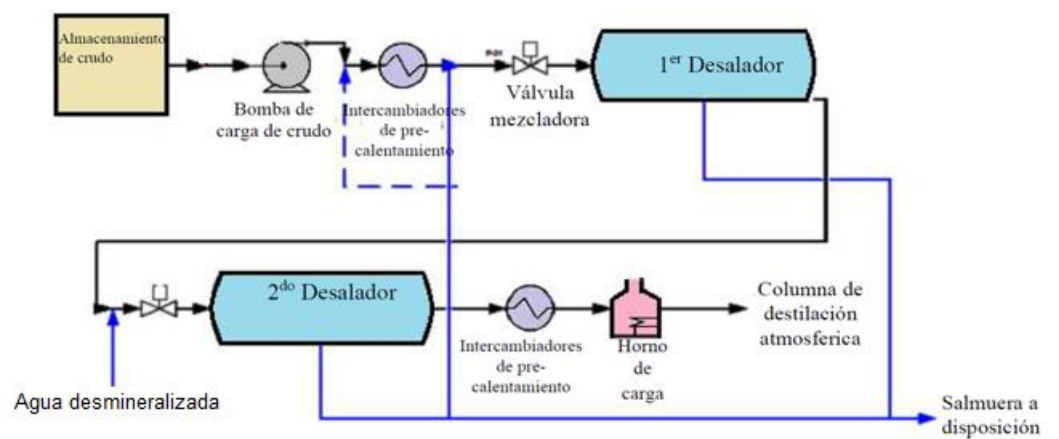 Almacenamiento
de crudo
Bomba de
carga de crudo
Intercambiadores
de pre-
calentamiento
Válvula
mezcladora
1er Desalador
2do Desalador
Intercambiadores
de pre-
calentamiento
Horno
de
carga
Columna de
destilación
atmosferica
Agua desmineralizada
Salmuera a
disposición